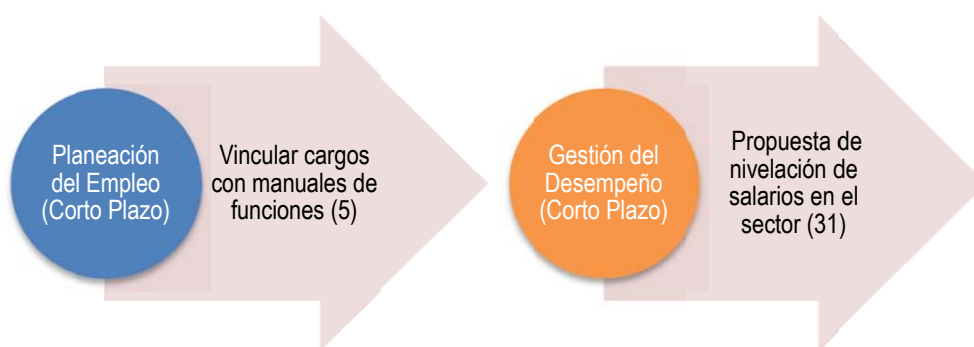 Planeación
del Empleo
(Corto Plazo)
Vincular cargos
con manuales de
funciones (5)
Gestión del
Desempeño
(Corto Plazo)
Propuesta de
nivelación de
salarios en el
sector (31)